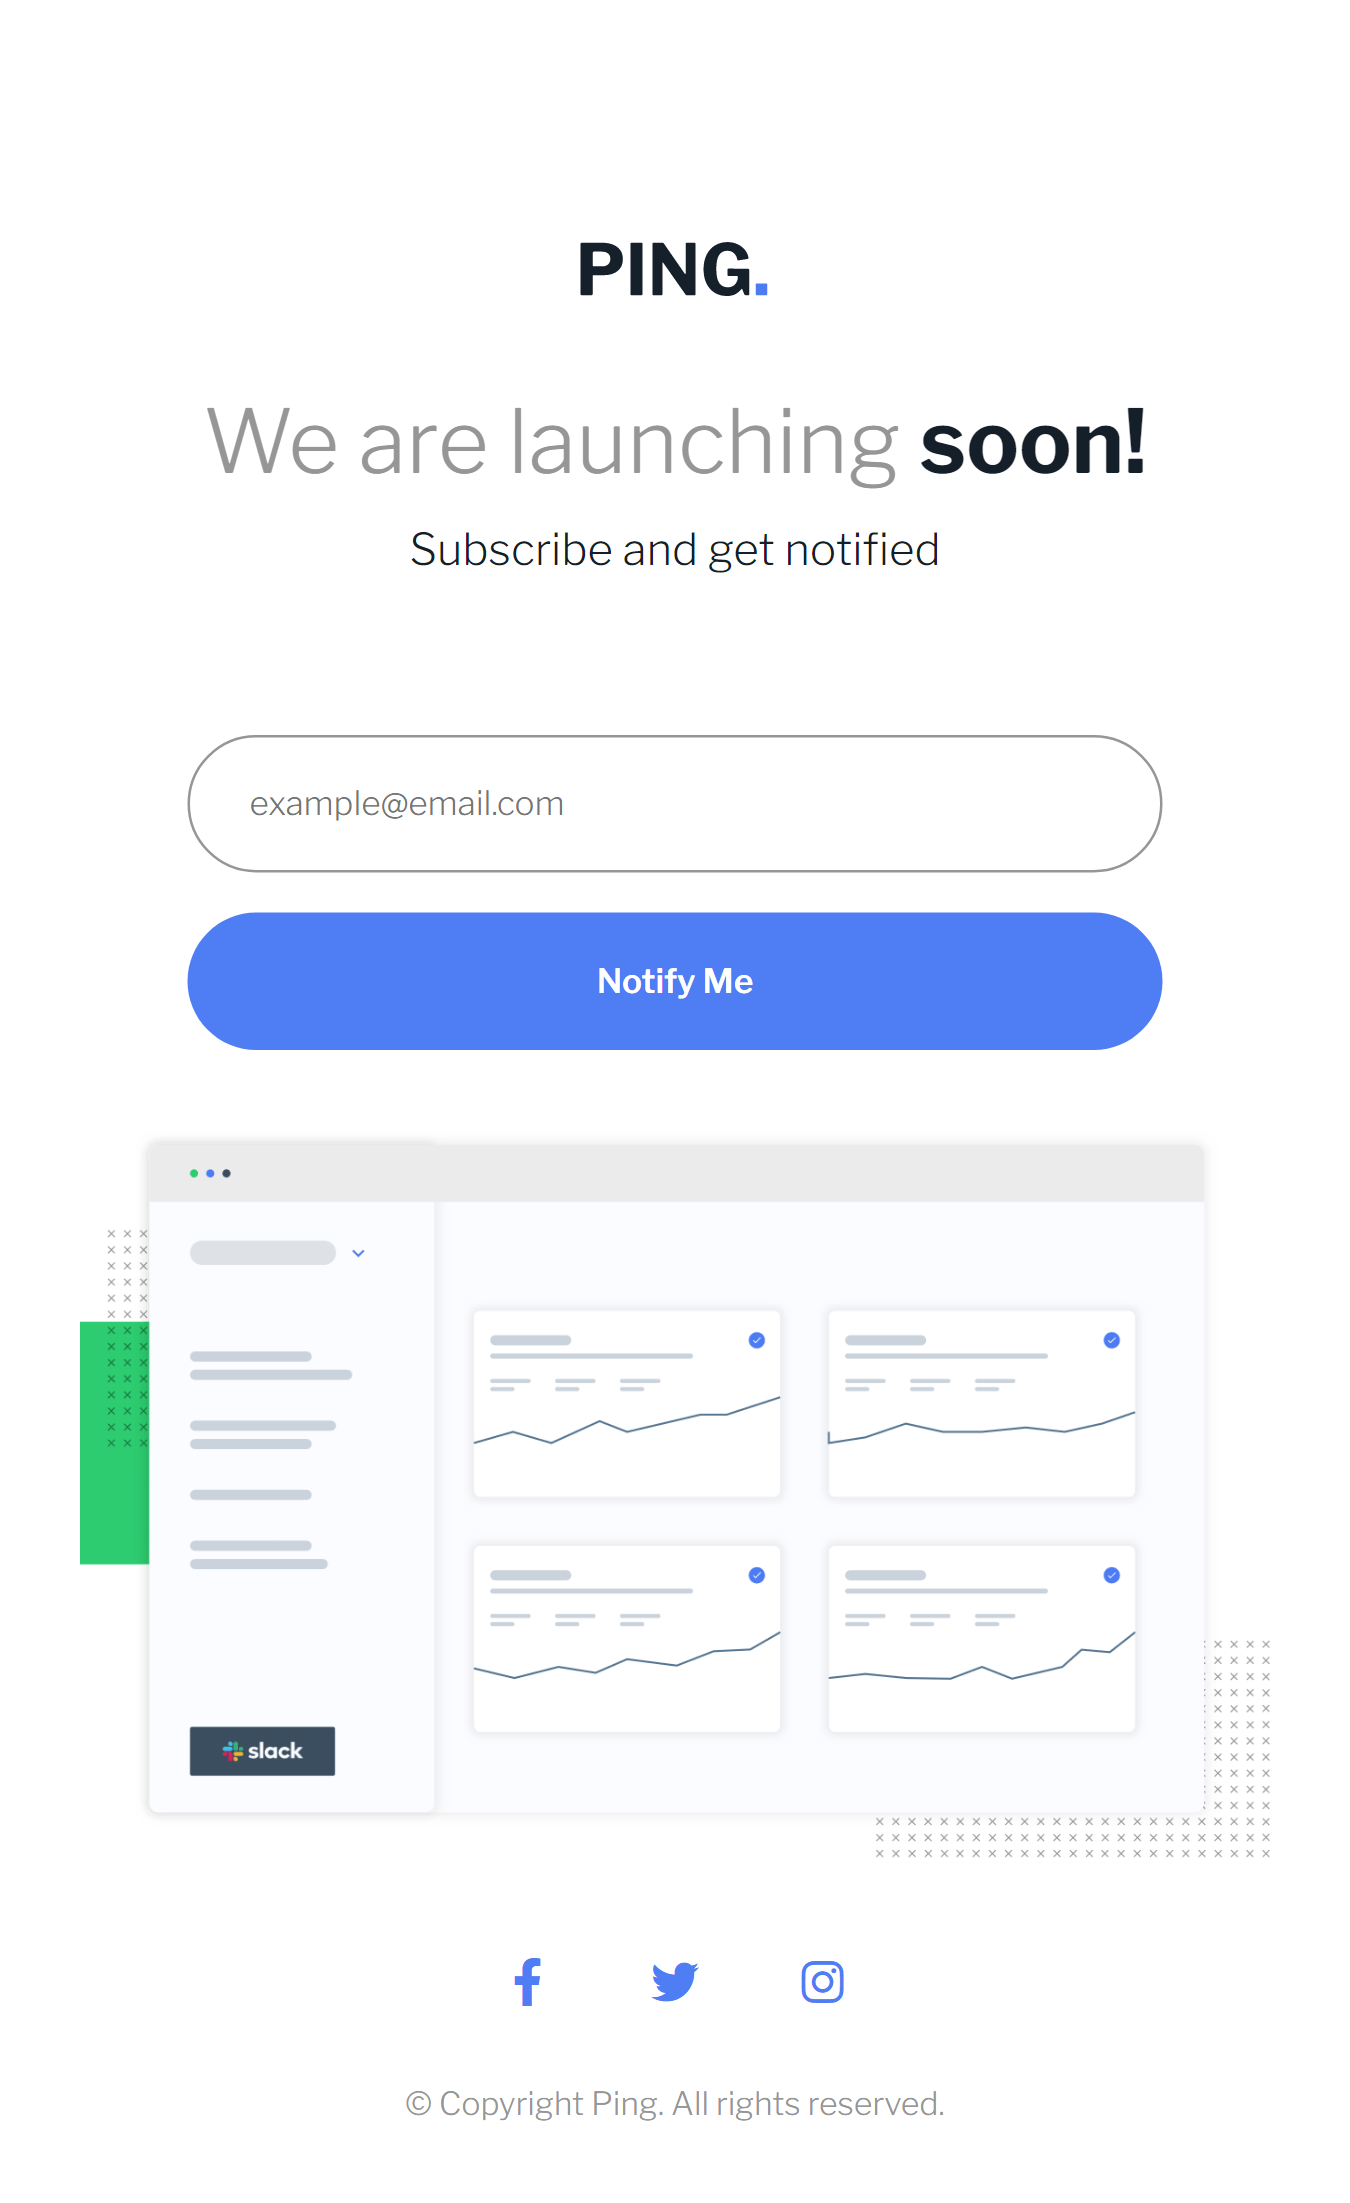 PING.
We are launching soon!
Subscribe and get notified
example@email.com
Notify Me
slack
© Copyright Ping. All rights reserved.